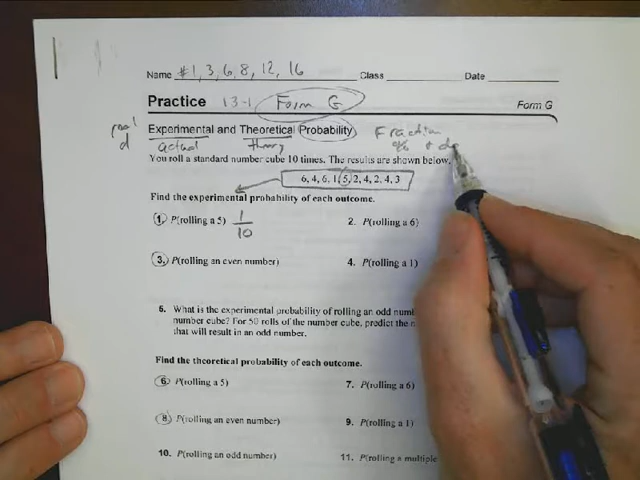 Name #1, 3, 6, 8, 12, 16 Class Date
Practice 13-1 Form G Form G
Experimental and Theoretical Probability Fraction
actual theory % + de
You roll a standard number cube 10 times. The results are shown below.
6, 4, 6, 1, 5, 2, 4, 2, 4, 3
Find the experimental probability of each outcome.
1. P(rolling a 5) 1/10 2. P(rolling a 6)
3. P(rolling an even number) 4. P(rolling a 1)
5. What is the experimental probability of rolling an odd
number cube? For 50 rolls of the number cube, predict the
that will result in an odd number.
Find the theoretical probability of each outcome.
6. P(rolling a 5) 7. P(rolling a 6)
8. P(rolling an even number) 9. P(rolling a 1)
10. P(rolling an odd number) 11. P(rolling a multiple